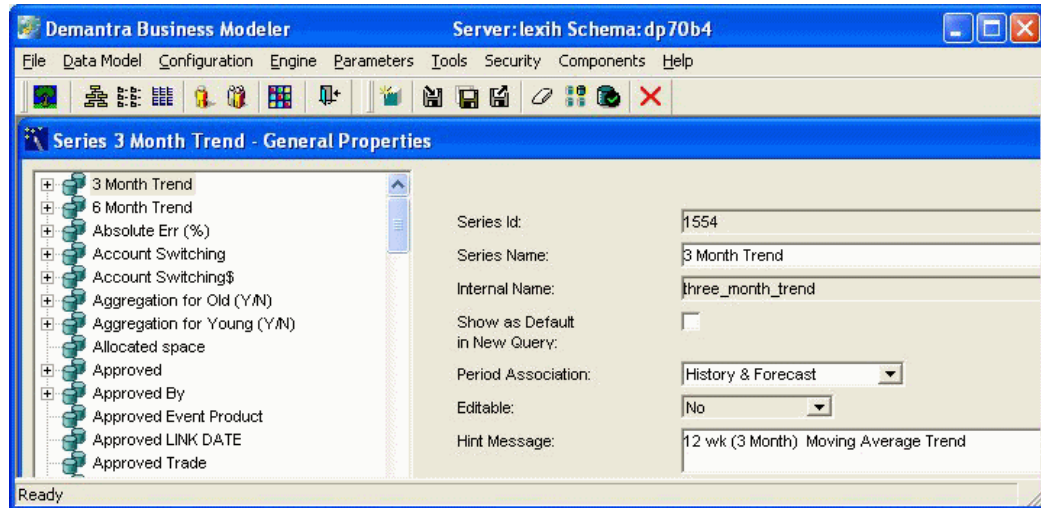 Demantra Business Modeler Server:lexih Schema:dp70b4
File Data Model Configuration Engine Parameters Tools Security Components Help
Series 3 Month Trend - General Properties
3 Month Trend
6 Month Trend
Absolute Err (%)
Account Switching
Account Switching$
Aggregation for Old (Y/N)
Aggregation for Young (Y/N)
Allocated space
Approved
Approved By
Approved Event Product
Approved LINK DATE
Approved Trade
Series Id: 1554
Series Name: 3 Month Trend
Internal Name: three_month_trend
Show as Default
in New Query:
Period Association: History & Forecast
Editable: No
Hint Message: 12 wk (3 Month) Moving Average Trend
Ready